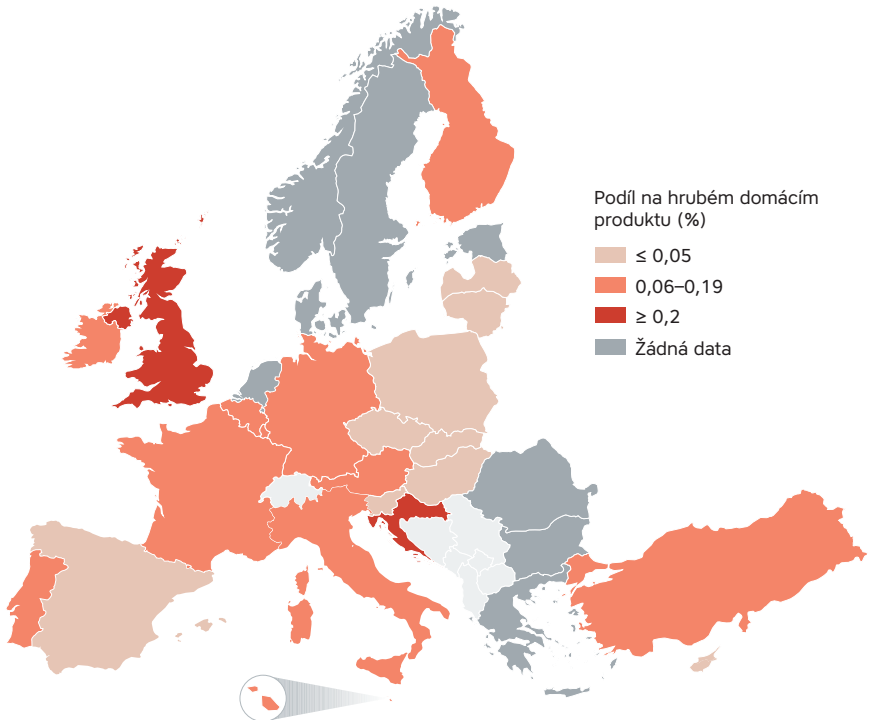 Podíl na hrubém domácím
produktu (%)
≤ 0,05
0,06–0,19
≥ 0,2
Žádná data